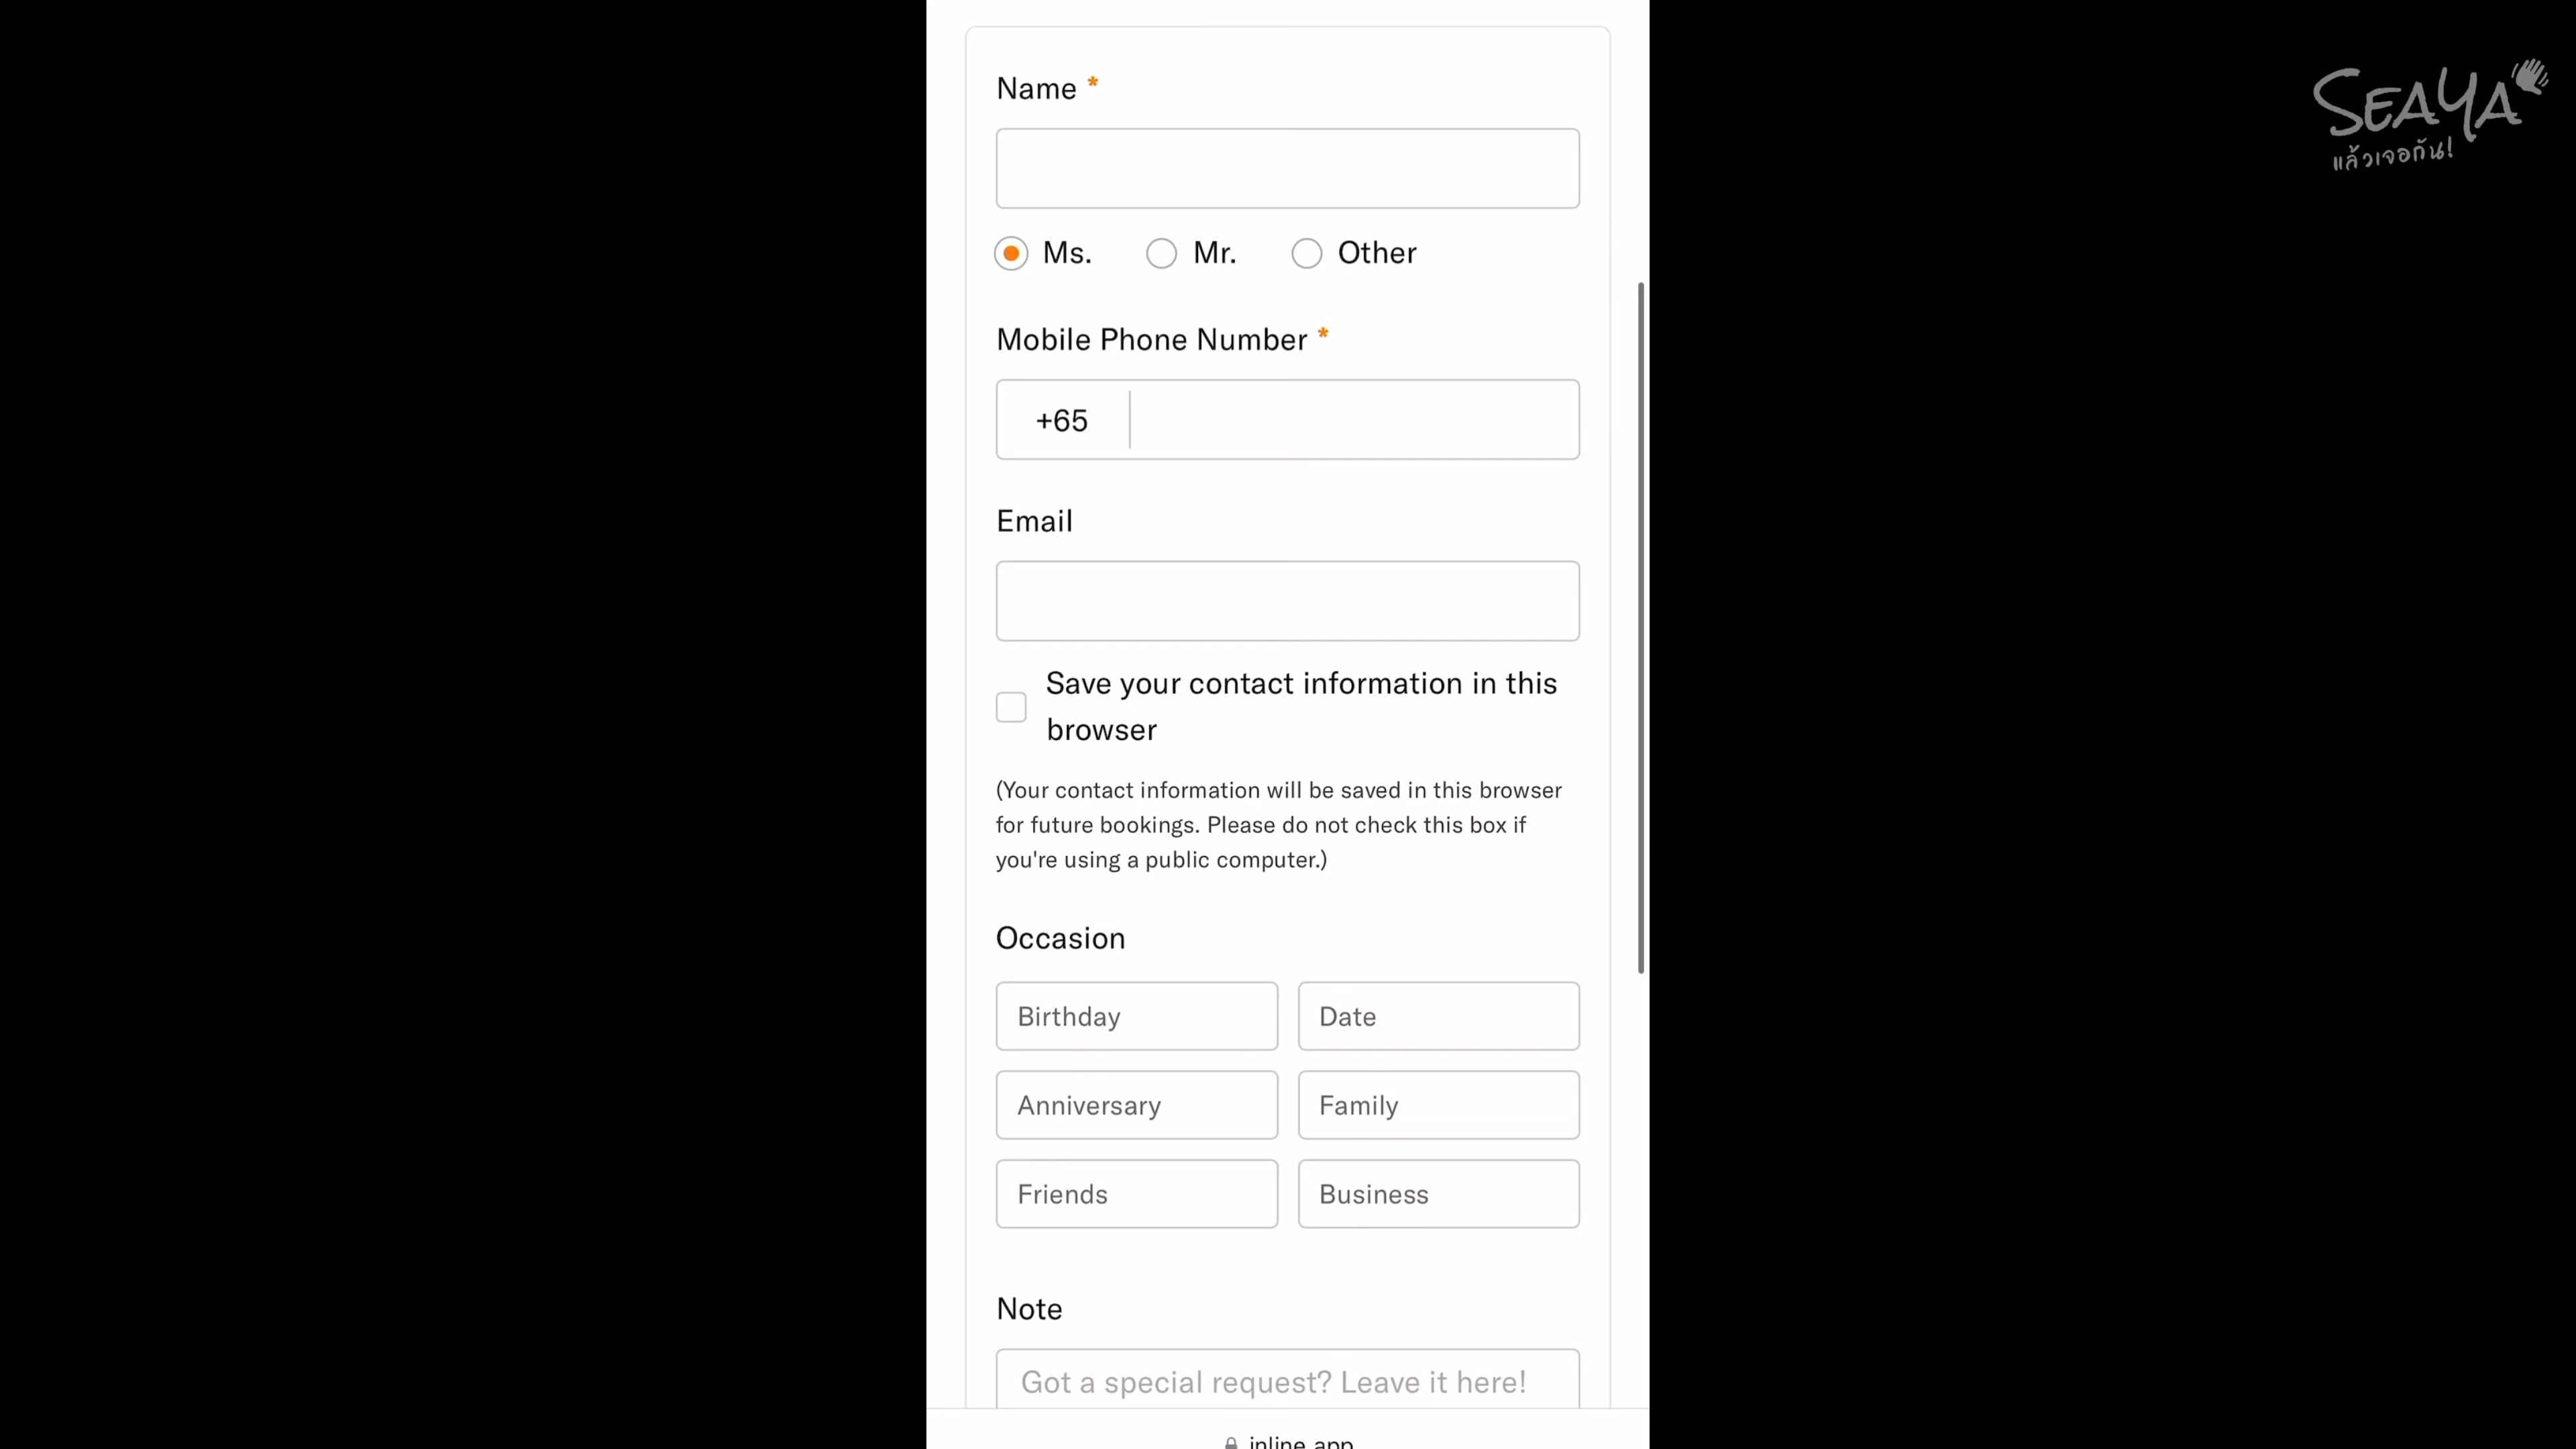 SEAYA
แล้วเจอกัน!
Name *
Ms. Mr. Other
Mobile Phone Number *
+65
Email
Save your contact information in this
browser
(Your contact information will be saved in this browser
for future bookings. Please do not check this box if
you're using a public computer.)
Occasion
Birthday Date
Anniversary Family
Friends Business
Note
Got a special request? Leave it here!
inline.app